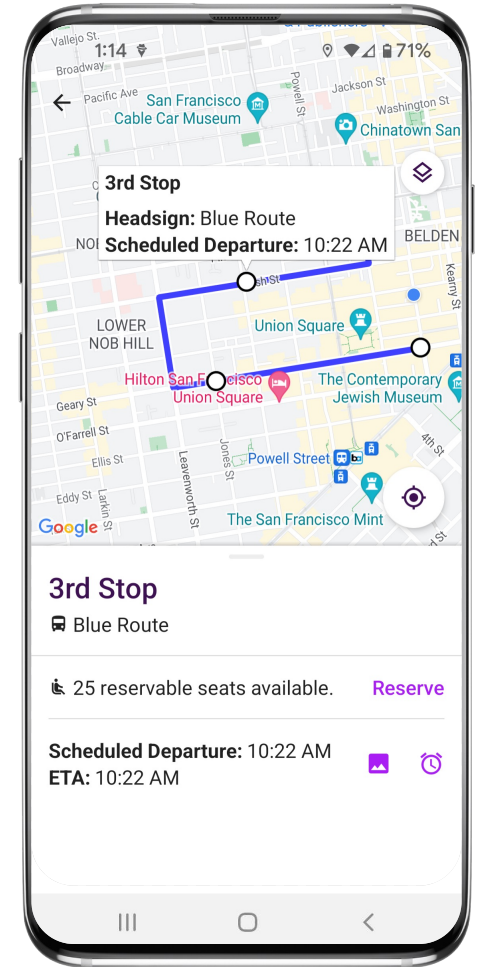 Vallejo St.
1:14
71%
Broadway
Pacific Ave
Powell St
Jackson St
San Francisco
Cable Car Museum
Washington St
Chinatown San
3rd Stop
Headsign: Blue Route
Scheduled Departure: 10:22 AM
BELDEN
Kearny St
LOWER
NOB HILL
Union Square
Hilton San Francisco
Union Square
The Contemporary
Jewish Museum
Geary St
O'Farrell St
Ellis St
Jones St
Leavenworth St
4th St
Powell Street
Eddy St
Larkin St
Google
The San Francisco Mint
3rd Stop
Blue Route
25 reservable seats available.
Reserve
Scheduled Departure: 10:22 AM
ETA: 10:22 AM